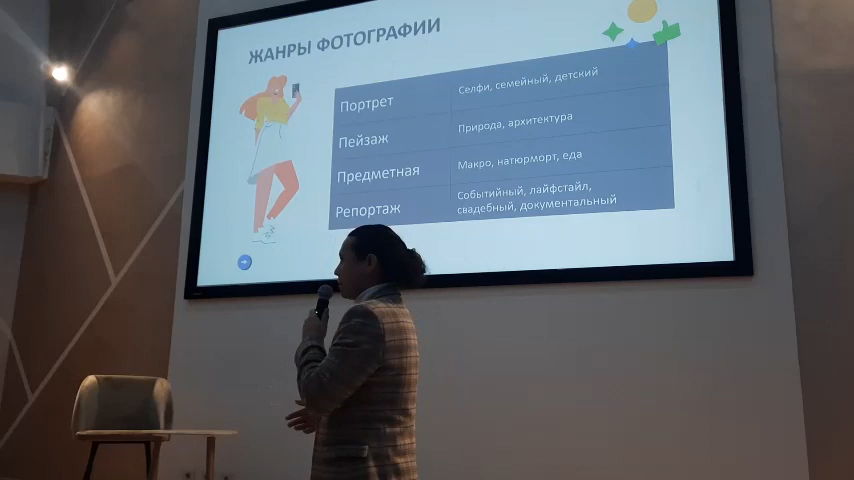 ЖАНРЫ ФОТОГРАФИИ
Портрет
Селфи, семейный, детский
Пейзаж
Природа, архитектура
Предметная
Макро, натюрморт, еда
Репортаж
Событийный, лайфстайл,
свадебный, документальный